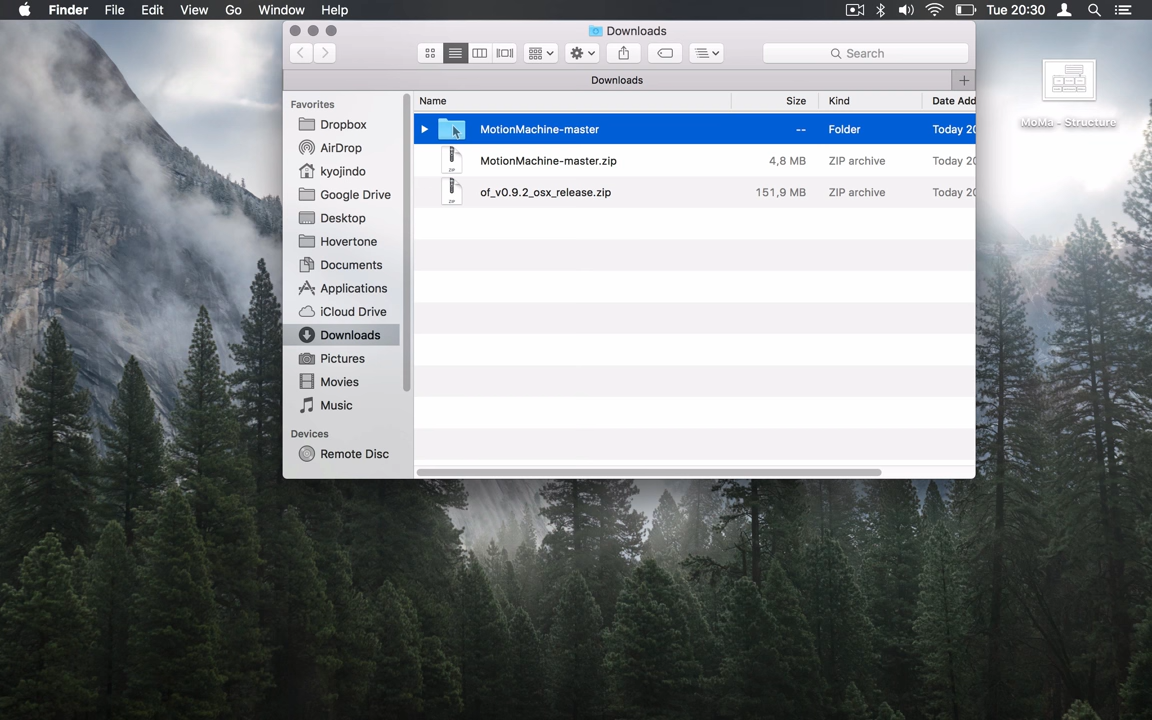 Finder File Edit View Go Window Help Tue 20:30
Downloads
Search
Downloads
Favorites
Dropbox
AirDrop
kyojindo
Google Drive
Desktop
Hovertone
Documents
Applications
iCloud Drive
Downloads
Pictures
Movies
Music
Devices
Remote Disc
Name Size Kind Date Add
MotionMachine-master -- Folder Today 20
MotionMachine-master.zip 4,8 MB ZIP archive Today 20
ZIP
of_v0.9.2_osx_release.zip 151,9 MB ZIP archive Today 20
ZIP
MoMa - Structure